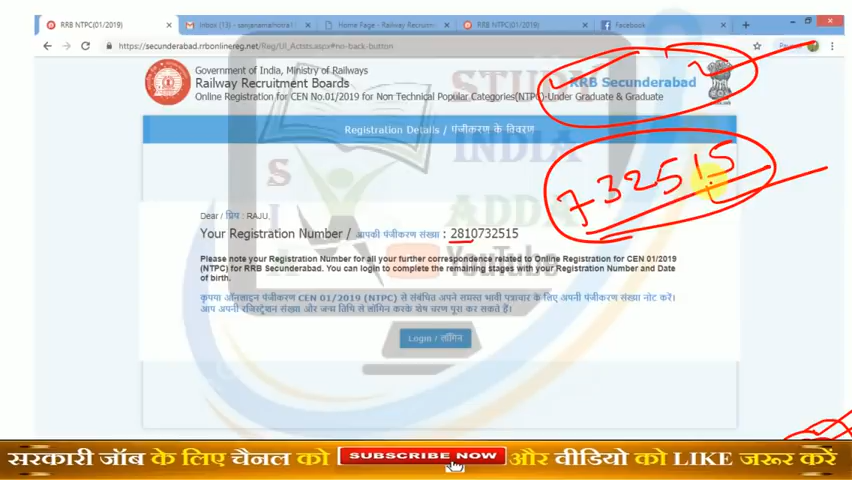 RRB NTPC(01/2019)
Home Page - Railway Recruitm
RRB NTPC(01/2019)
Facebook
https://secunderabad.rrbonlinereg.net/Reg/UI_Actsts.aspx#no-back-button
Government of India, Ministry of Railways
Railway Recruitment Boards
RRB Secunderabad
Online Registration for CEN No.01/2019 for Non Technical Popular Categories(NTPC)-Under Graduate & Graduate
Registration Details / पंजीकरण के विवरण
STUDY
INDIA
ADDA
YouTube
732515
Dear / प्रिय : RAJU,
Your Registration Number / आपकी पंजीकरण संख्या : 2810732515
Please note your Registration Number for all your further correspondence related to Online Registration for CEN 01/2019
(NTPC) for RRB Secunderabad. You can login to complete the remaining stages with your Registration Number and Date
of birth.
कृपया ऑनलाइन पंजीकरण CEN 01/2019 (NTPC) से संबंधित अपने समस्त भावी पत्राचार के लिए अपनी पंजीकरण संख्या नोट करें।
आप अपनी रजिस्ट्रेशन संख्या और जन्म तिथि से लॉगिन करके शेष चरण पूरा कर सकते हैं।
Login / लॉगिन
सरकारी जॉब के लिए चैनल को SUBSCRIBE NOW और वीडियो को LIKE जरूर करें